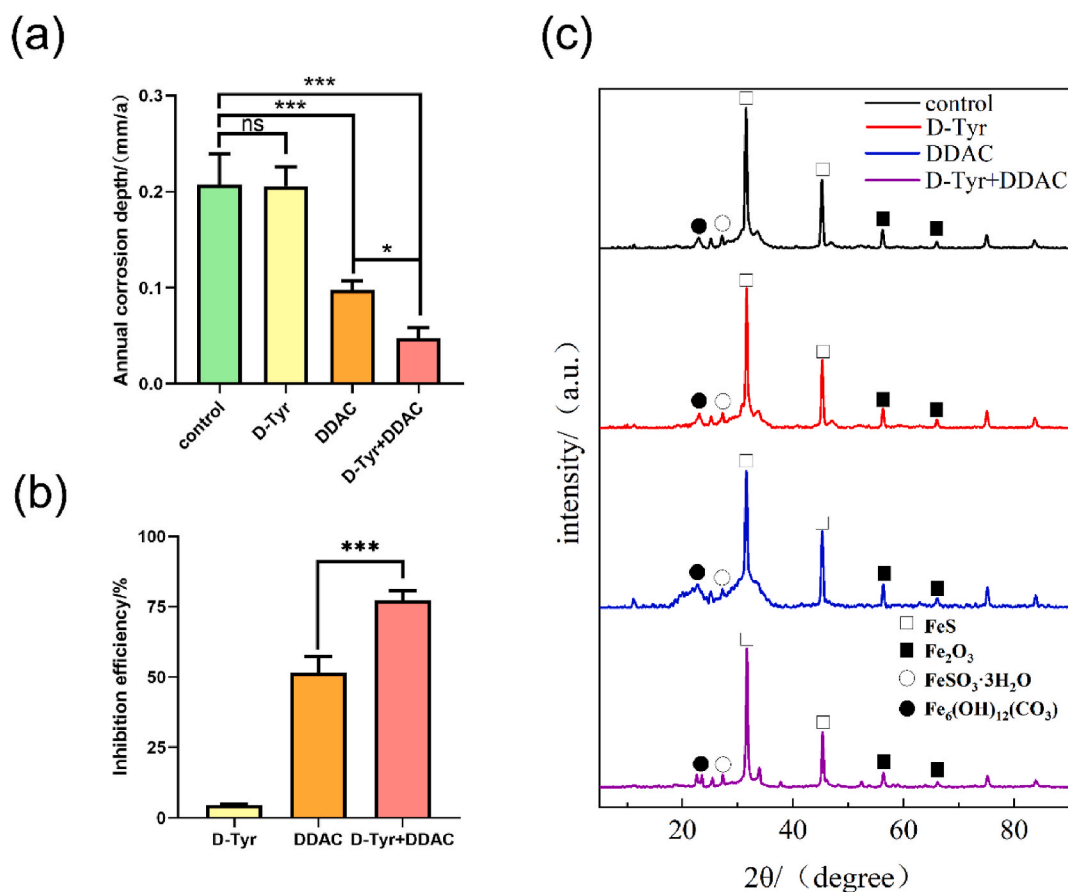 (a)
Annual corrosion depth/(mm/a)
0.3
0.2
0.1
0.0
***
***
ns
*
control
D-Tyr
DDAC
D-Tyr+DDAC
(b)
Inhibition efficiency/%
100
75
50
25
0
***
D-Tyr
DDAC
D-Tyr+DDAC
(c)
control
D-Tyr
DDAC
D-Tyr+DDAC
intensity/（a.u.）
FeS
Fe₂O₃
FeSO₃·3H₂O
Fe₆(OH)₁₂(CO₃)
20
40
60
80
2θ/（degree）